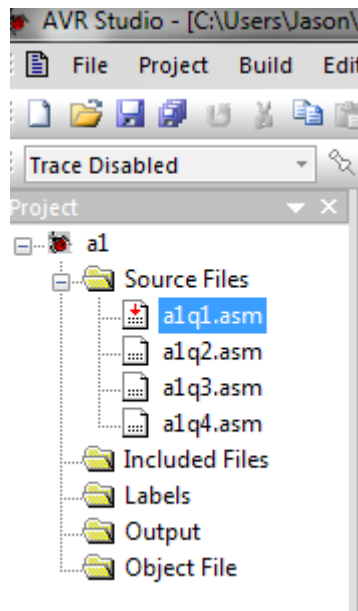 AVR Studio - [C:\Users\Jason\
File Project Build Edit
Trace Disabled
Project
a1
Source Files
a1q1.asm
a1q2.asm
a1q3.asm
a1q4.asm
Included Files
Labels
Output
Object File